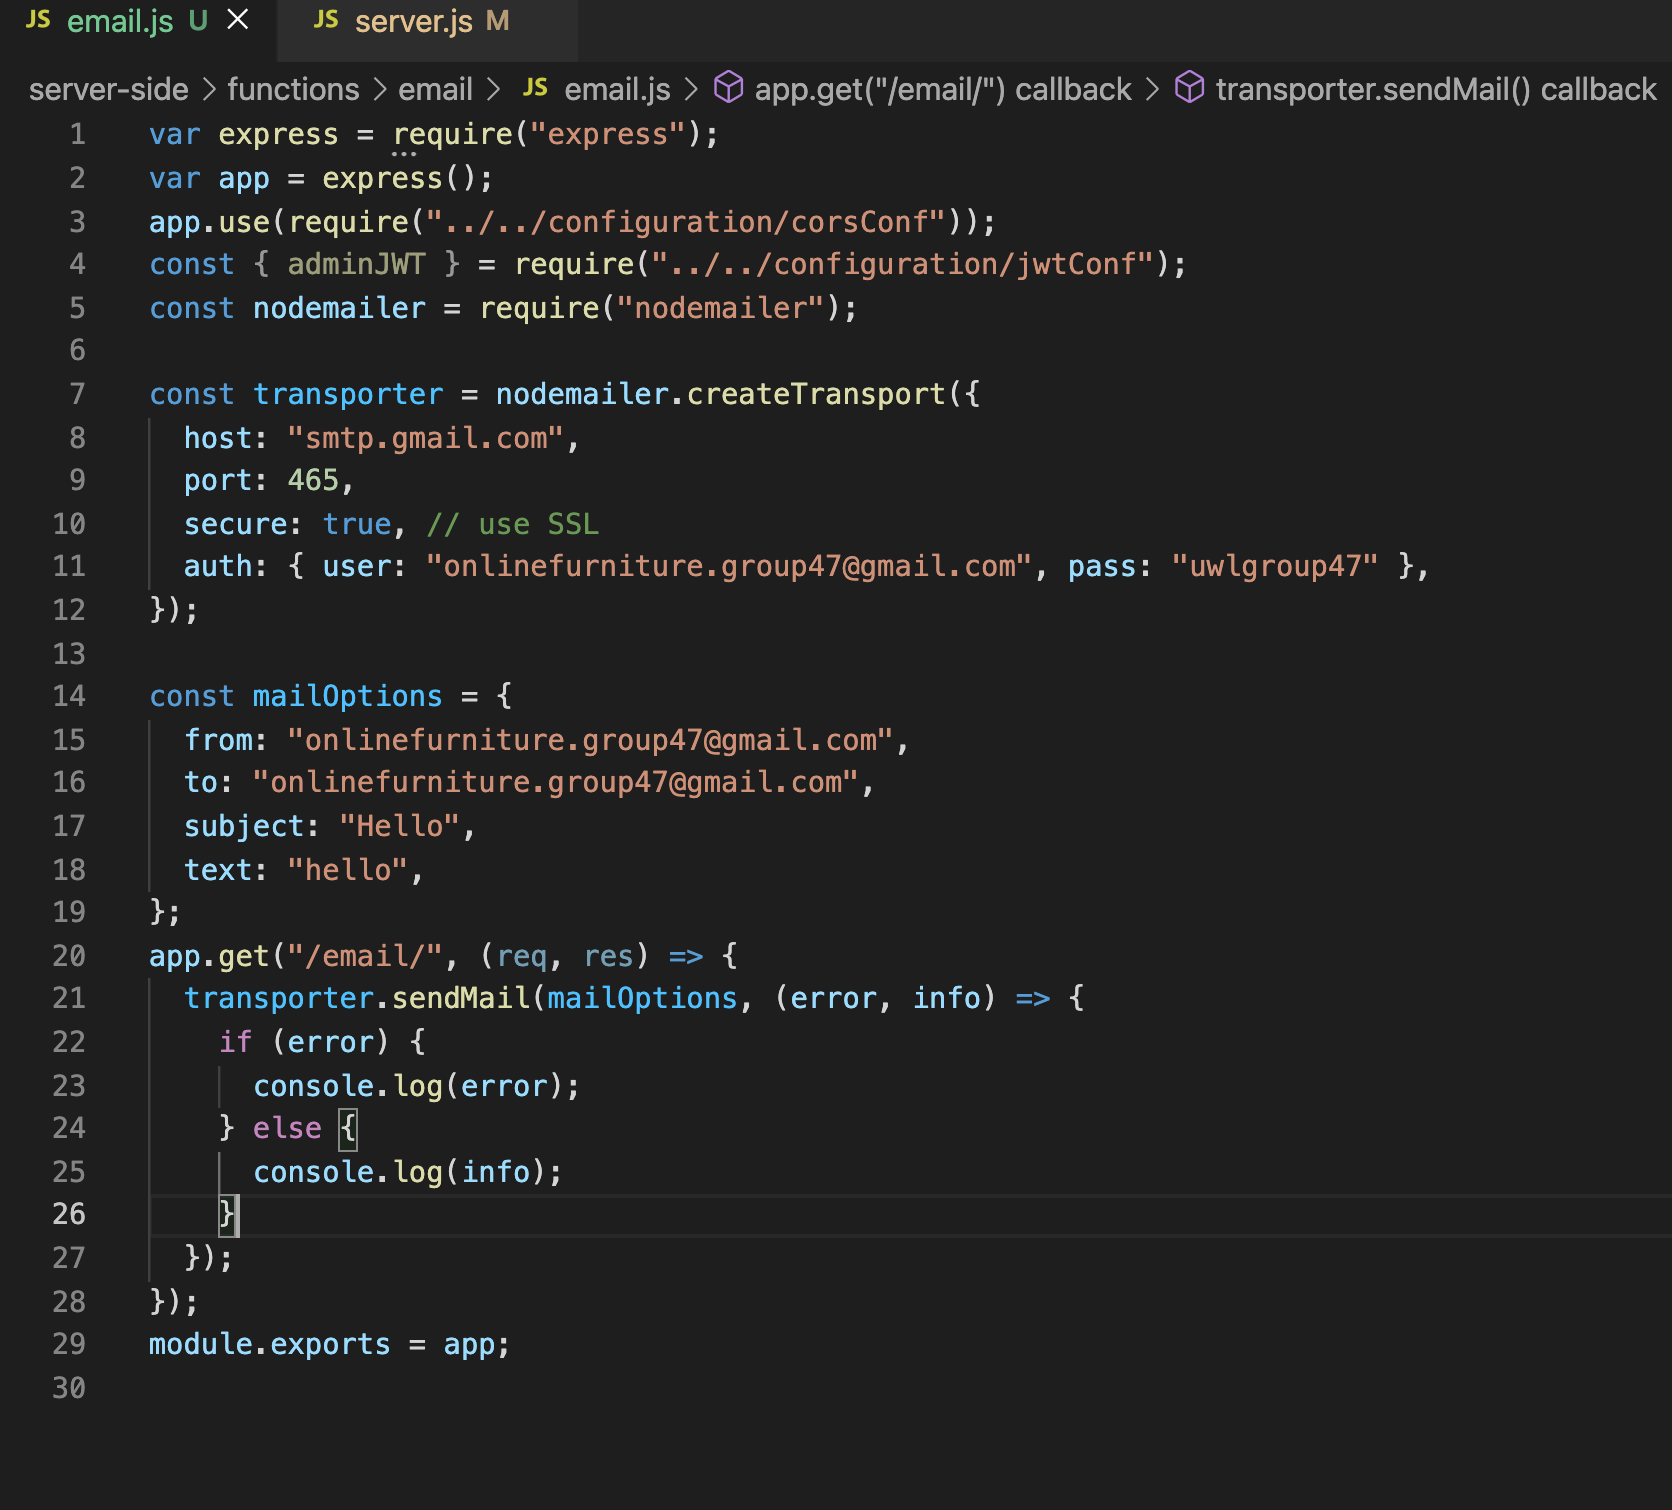 JS email.js U × JS server.js M
server-side > functions > email > JS email.js > app.get("/email/") callback > transporter.sendMail() callback
1 var express = require("express");
2 var app = express();
3 app.use(require("../../configuration/corsConf"));
4 const { adminJWT } = require("../../configuration/jwtConf");
5 const nodemailer = require("nodemailer");
6
7 const transporter = nodemailer.createTransport({
8 host: "smtp.gmail.com",
9 port: 465,
10 secure: true, // use SSL
11 auth: { user: "onlinefurniture.group47@gmail.com", pass: "uwlgroup47" },
12 });
13
14 const mailOptions = {
15 from: "onlinefurniture.group47@gmail.com",
16 to: "onlinefurniture.group47@gmail.com",
17 subject: "Hello",
18 text: "hello",
19 };
20 app.get("/email/", (req, res) => {
21 transporter.sendMail(mailOptions, (error, info) => {
22 if (error) {
23 console.log(error);
24 } else {
25 console.log(info);
26 }
27 });
28 });
29 module.exports = app;
30